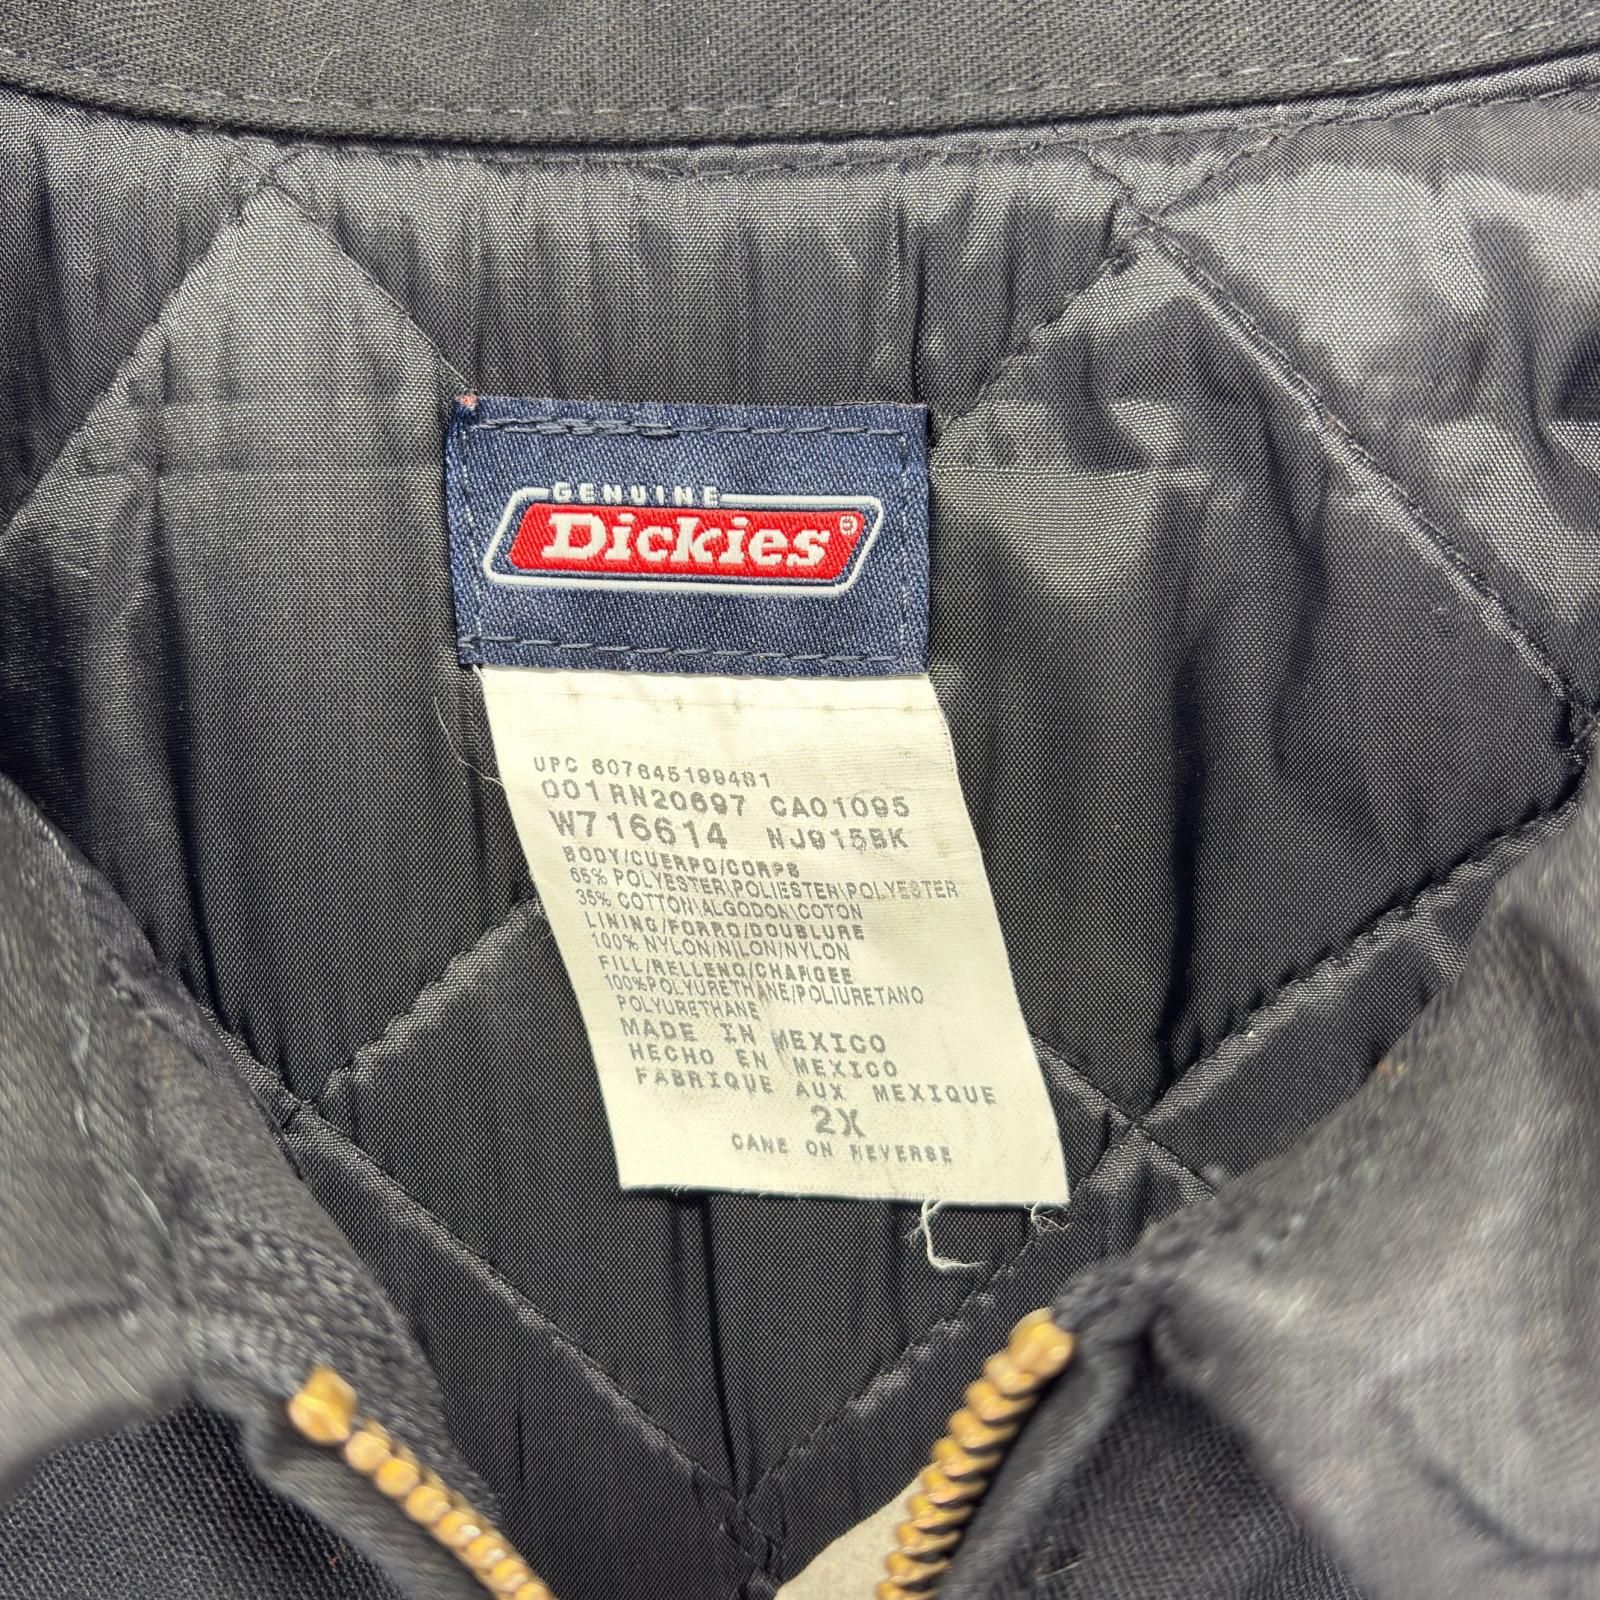 GENUINE
Dickies®
UPC 607645199481
001RN20697 CA01095
W716614 NJ915BK
BODY/CUERPO/CORPS
65% POLYESTER\POLIESTER\POLYESTER
35% COTTON\ALGODON\COTON
LINING/FORRO/DOUBLURE
100% NYLON/NILON/NYLON
FILL/RELLENO/CHARGEE
100%POLYURETHANE/POLIURETANO
POLYURETHANE
MADE IN MEXICO
HECHO EN MEXICO
FABRIQUE AUX MEXIQUE
2X
CARE ON REVERSE